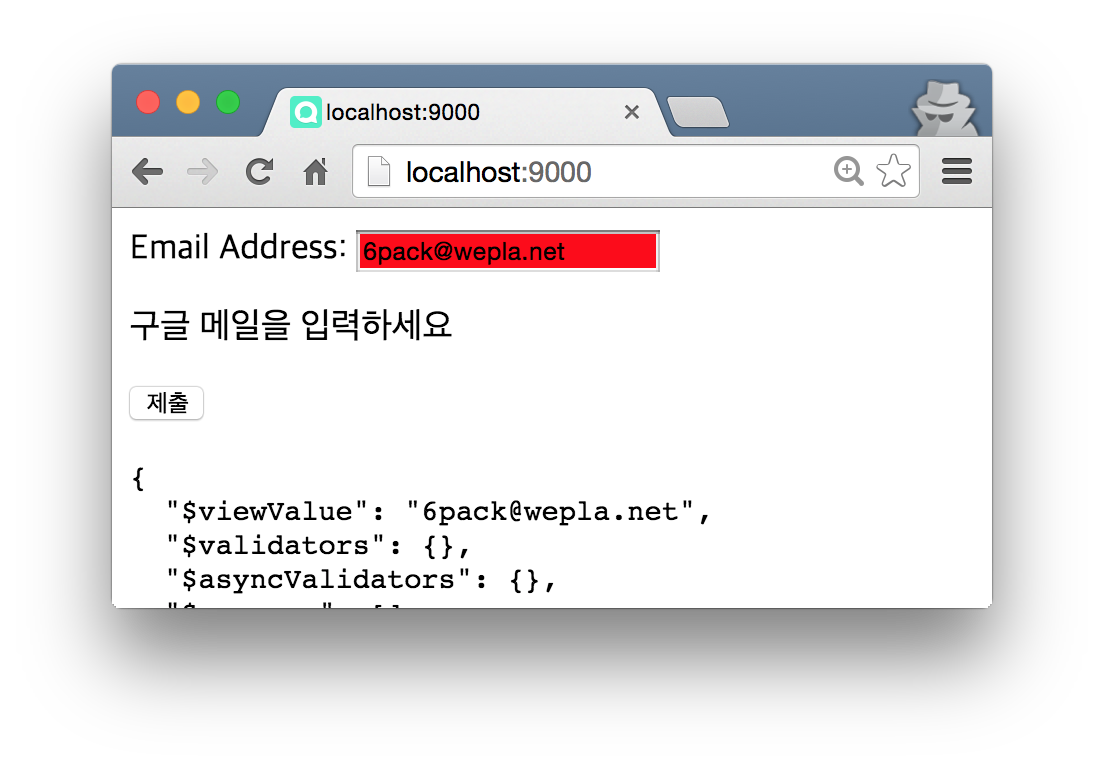 localhost:9000
localhost:9000
Email Address: 6pack@wepla.net
구글 메일을 입력하세요
제출
{
"$viewValue": "6pack@wepla.net",
"$validators": {},
"$asyncValidators": {},